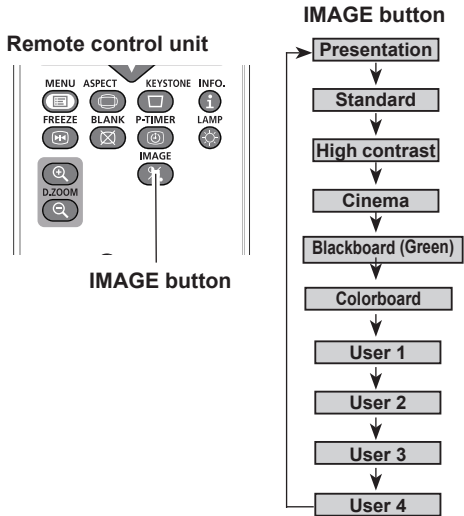 Remote control unit
MENU ASPECT KEYSTONE INFO.
FREEZE BLANK P-TIMER LAMP
IMAGE
D.ZOOM
IMAGE button
IMAGE button
Presentation
Standard
High contrast
Cinema
Blackboard (Green)
Colorboard
User 1
User 2
User 3
User 4